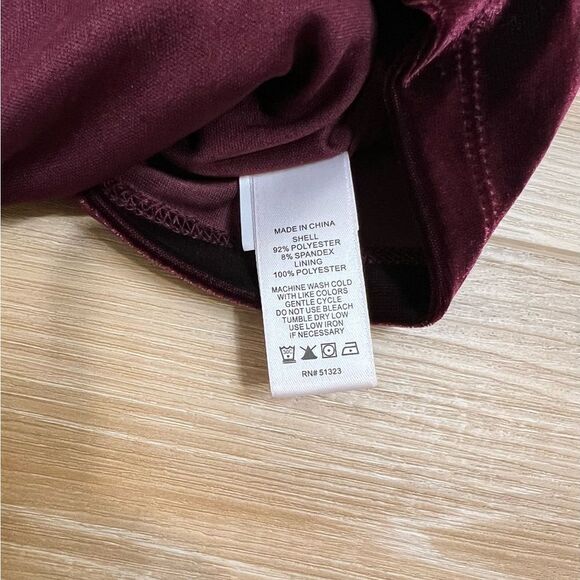 MADE IN CHINA
SHELL
92% POLYESTER
8% SPANDEX
LINING
100% POLYESTER
MACHINE WASH COLD
WITH LIKE COLORS
GENTLE CYCLE
DO NOT USE BLEACH
TUMBLE DRY LOW
USE LOW IRON
IF NECESSARY
RN# 51323